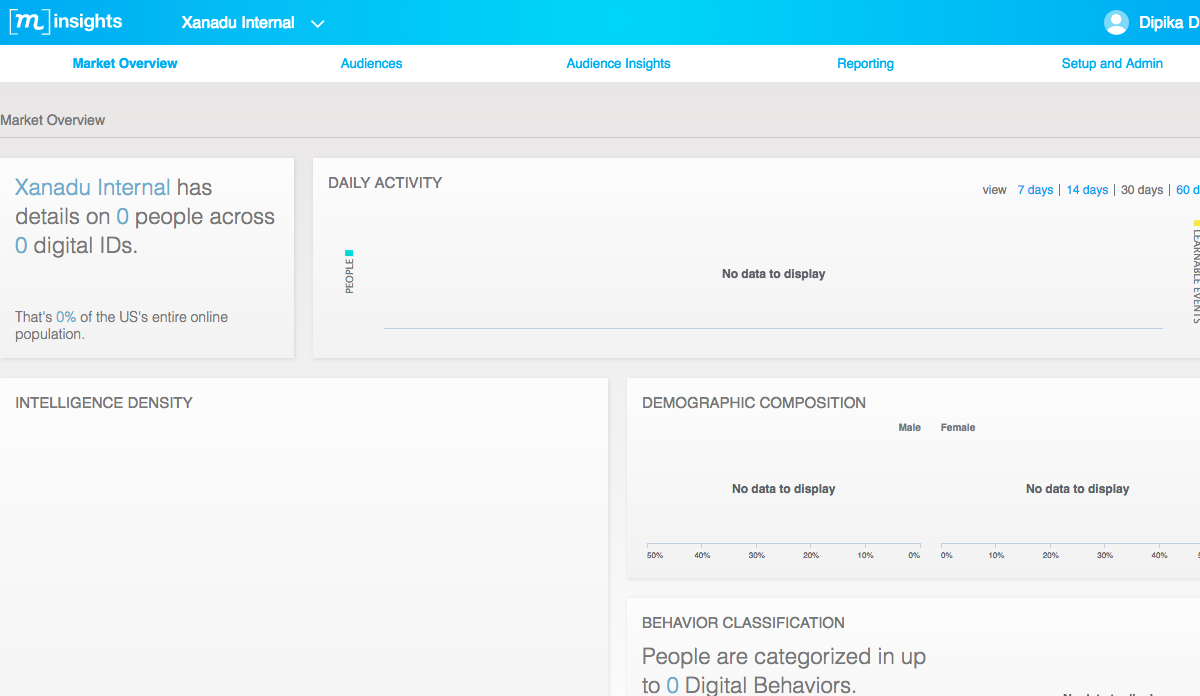 [m] insights
Xanadu Internal
Dipika D
Market Overview
Audiences
Audience Insights
Reporting
Setup and Admin
Market Overview
Xanadu Internal has
details on 0 people across
0 digital IDs.
That's 0% of the US's entire online
population.
DAILY ACTIVITY
view 7 days | 14 days | 30 days | 60 d
PEOPLE
No data to display
LEARNABLE EVENTS
INTELLIGENCE DENSITY
DEMOGRAPHIC COMPOSITION
Male Female
No data to display
No data to display
50% 40% 30% 20% 10% 0%
0% 10% 20% 30% 40%
BEHAVIOR CLASSIFICATION
People are categorized in up
to 0 Digital Behaviors.